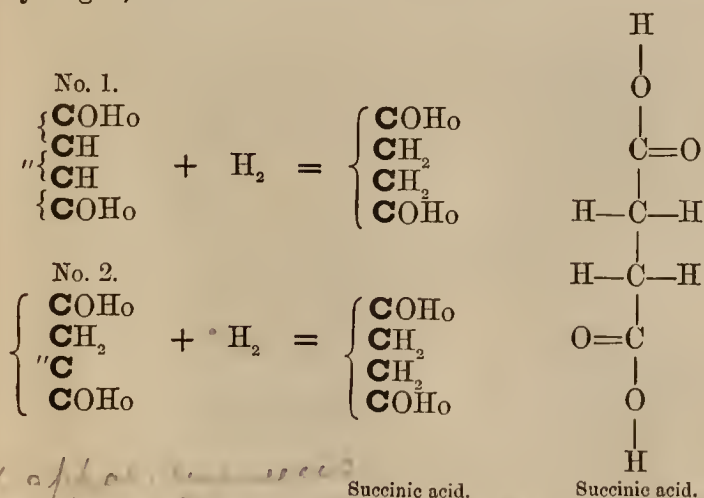 No. 1.
COHo
CH
" CH + H₂ =
COHo
COHo
CH₂
CH₂
COHo
No. 2.
COHo
CH₂
"C + H₂ =
COHo
COHo
CH₂
CH₂
COHo
Succinic acid.
H
O
C=O
H—C—H
H—C—H
O=C
O
H
Succinic acid.